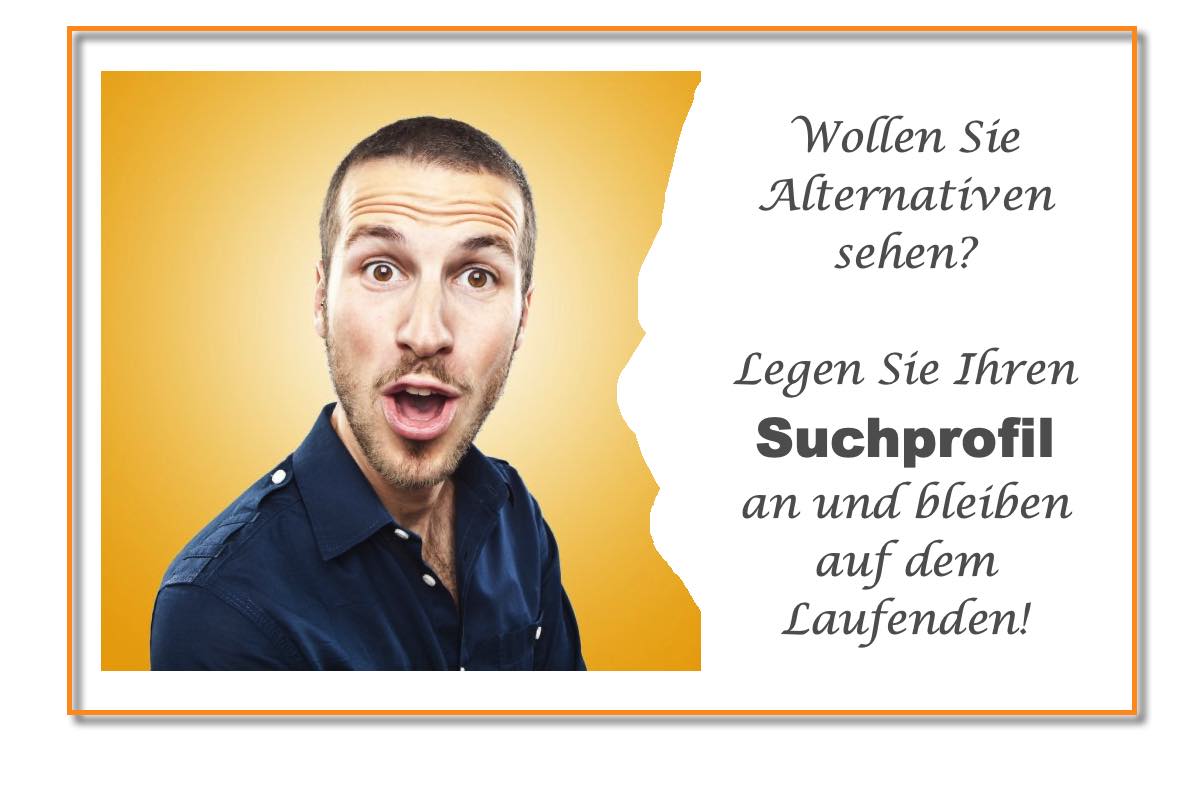 Wollen Sie
Alternativen
sehen?
Legen Sie Ihren
Suchprofil
an und bleiben
auf dem
Laufenden!